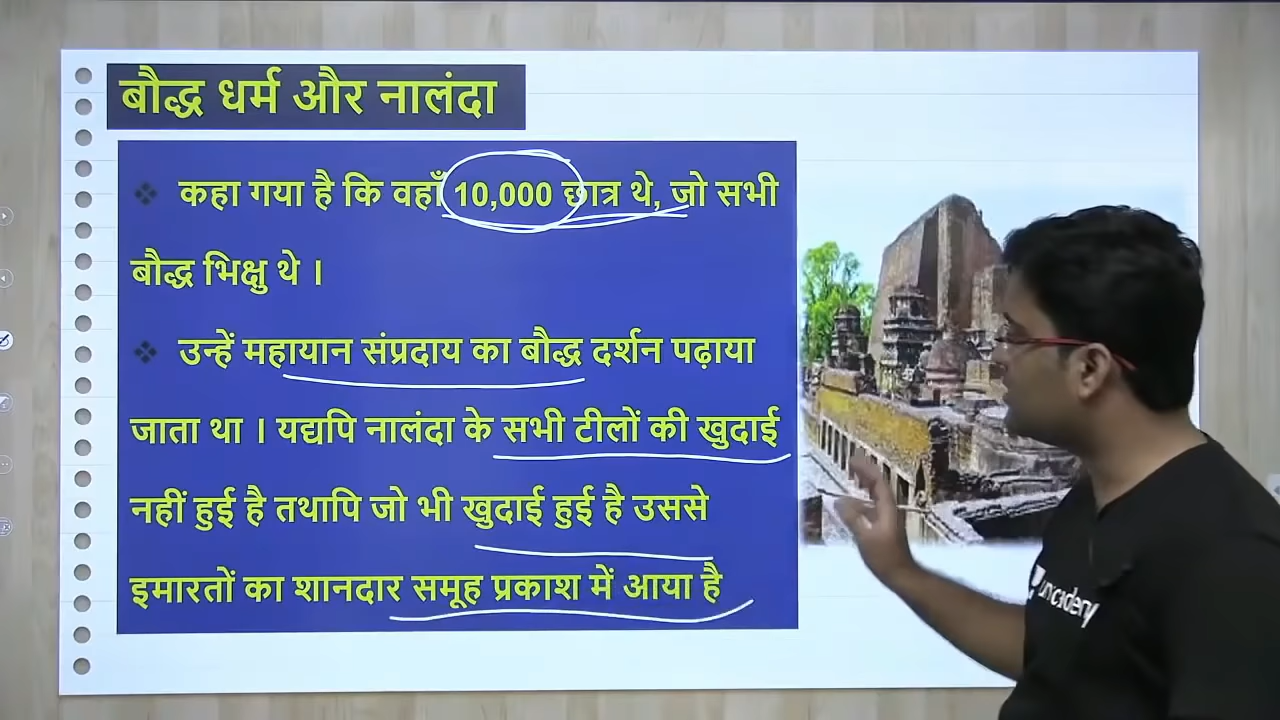 बौद्ध धर्म और नालंदा
❖ कहा गया है कि वहाँ 10,000 छात्र थे, जो सभी
बौद्ध भिक्षु थे ।
❖ उन्हें महायान संप्रदाय का बौद्ध दर्शन पढ़ाया
जाता था । यद्यपि नालंदा के सभी टीलों की खुदाई
नहीं हुई है तथापि जो भी खुदाई हुई है उससे
इमारतों का शानदार समूह प्रकाश में आया है
unacademy